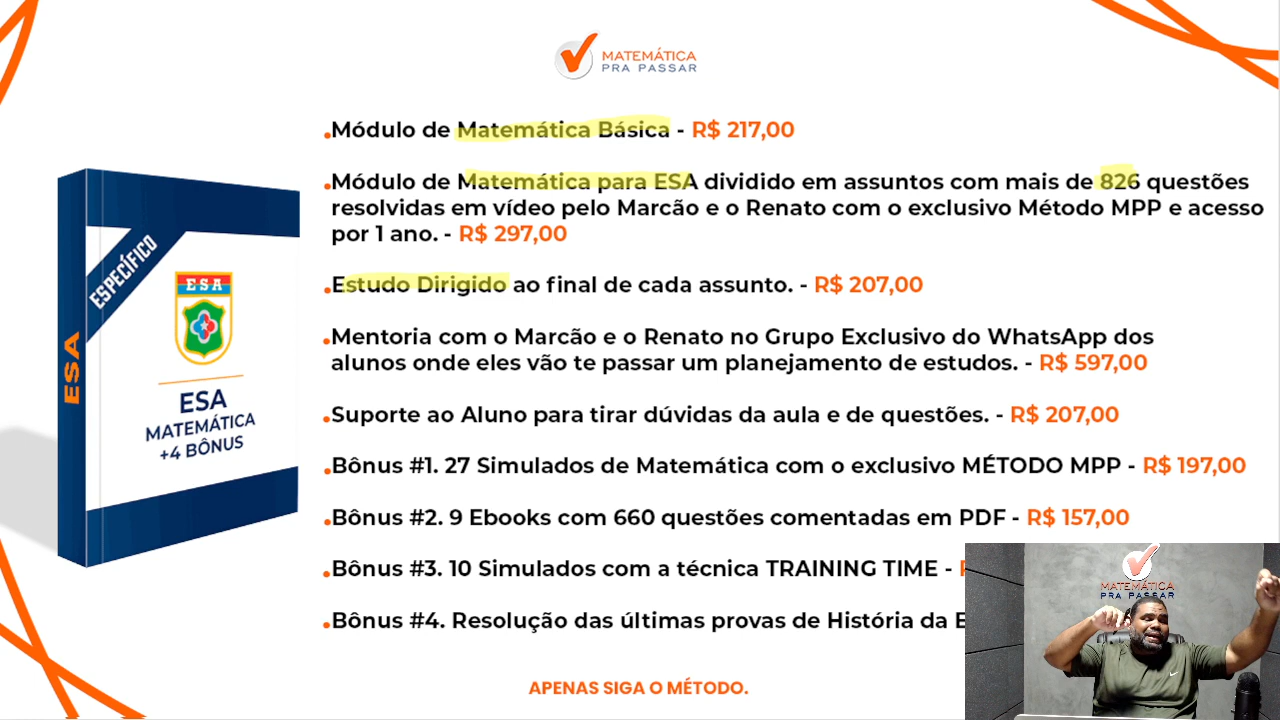 MATEMÁTICA
PRA PASSAR
Módulo de Matemática Básica - R$ 217,00
Módulo de Matemática para ESA dividido em assuntos com mais de 826 questões
resolvidas em vídeo pelo Marcão e o Renato com o exclusivo Método MPP e acesso
por 1 ano. - R$ 297,00
Estudo Dirigido ao final de cada assunto. - R$ 207,00
Mentoria com o Marcão e o Renato no Grupo Exclusivo do WhatsApp dos
alunos onde eles vão te passar um planejamento de estudos. - R$ 597,00
Suporte ao Aluno para tirar dúvidas da aula e de questões. - R$ 207,00
Bônus #1. 27 Simulados de Matemática com o exclusivo MÉTODO MPP - R$ 197,00
Bônus #2. 9 Ebooks com 660 questões comentadas em PDF - R$ 157,00
Bônus #3. 10 Simulados com a técnica TRAINING TIME -
Bônus #4. Resolução das últimas provas de História da
APENAS SIGA O MÉTODO.
ESPECÍFICO
ESA
ESA
ESA
MATEMÁTICA
+4 BÔNUS
MATEMÁTICA
PRA PASSAR